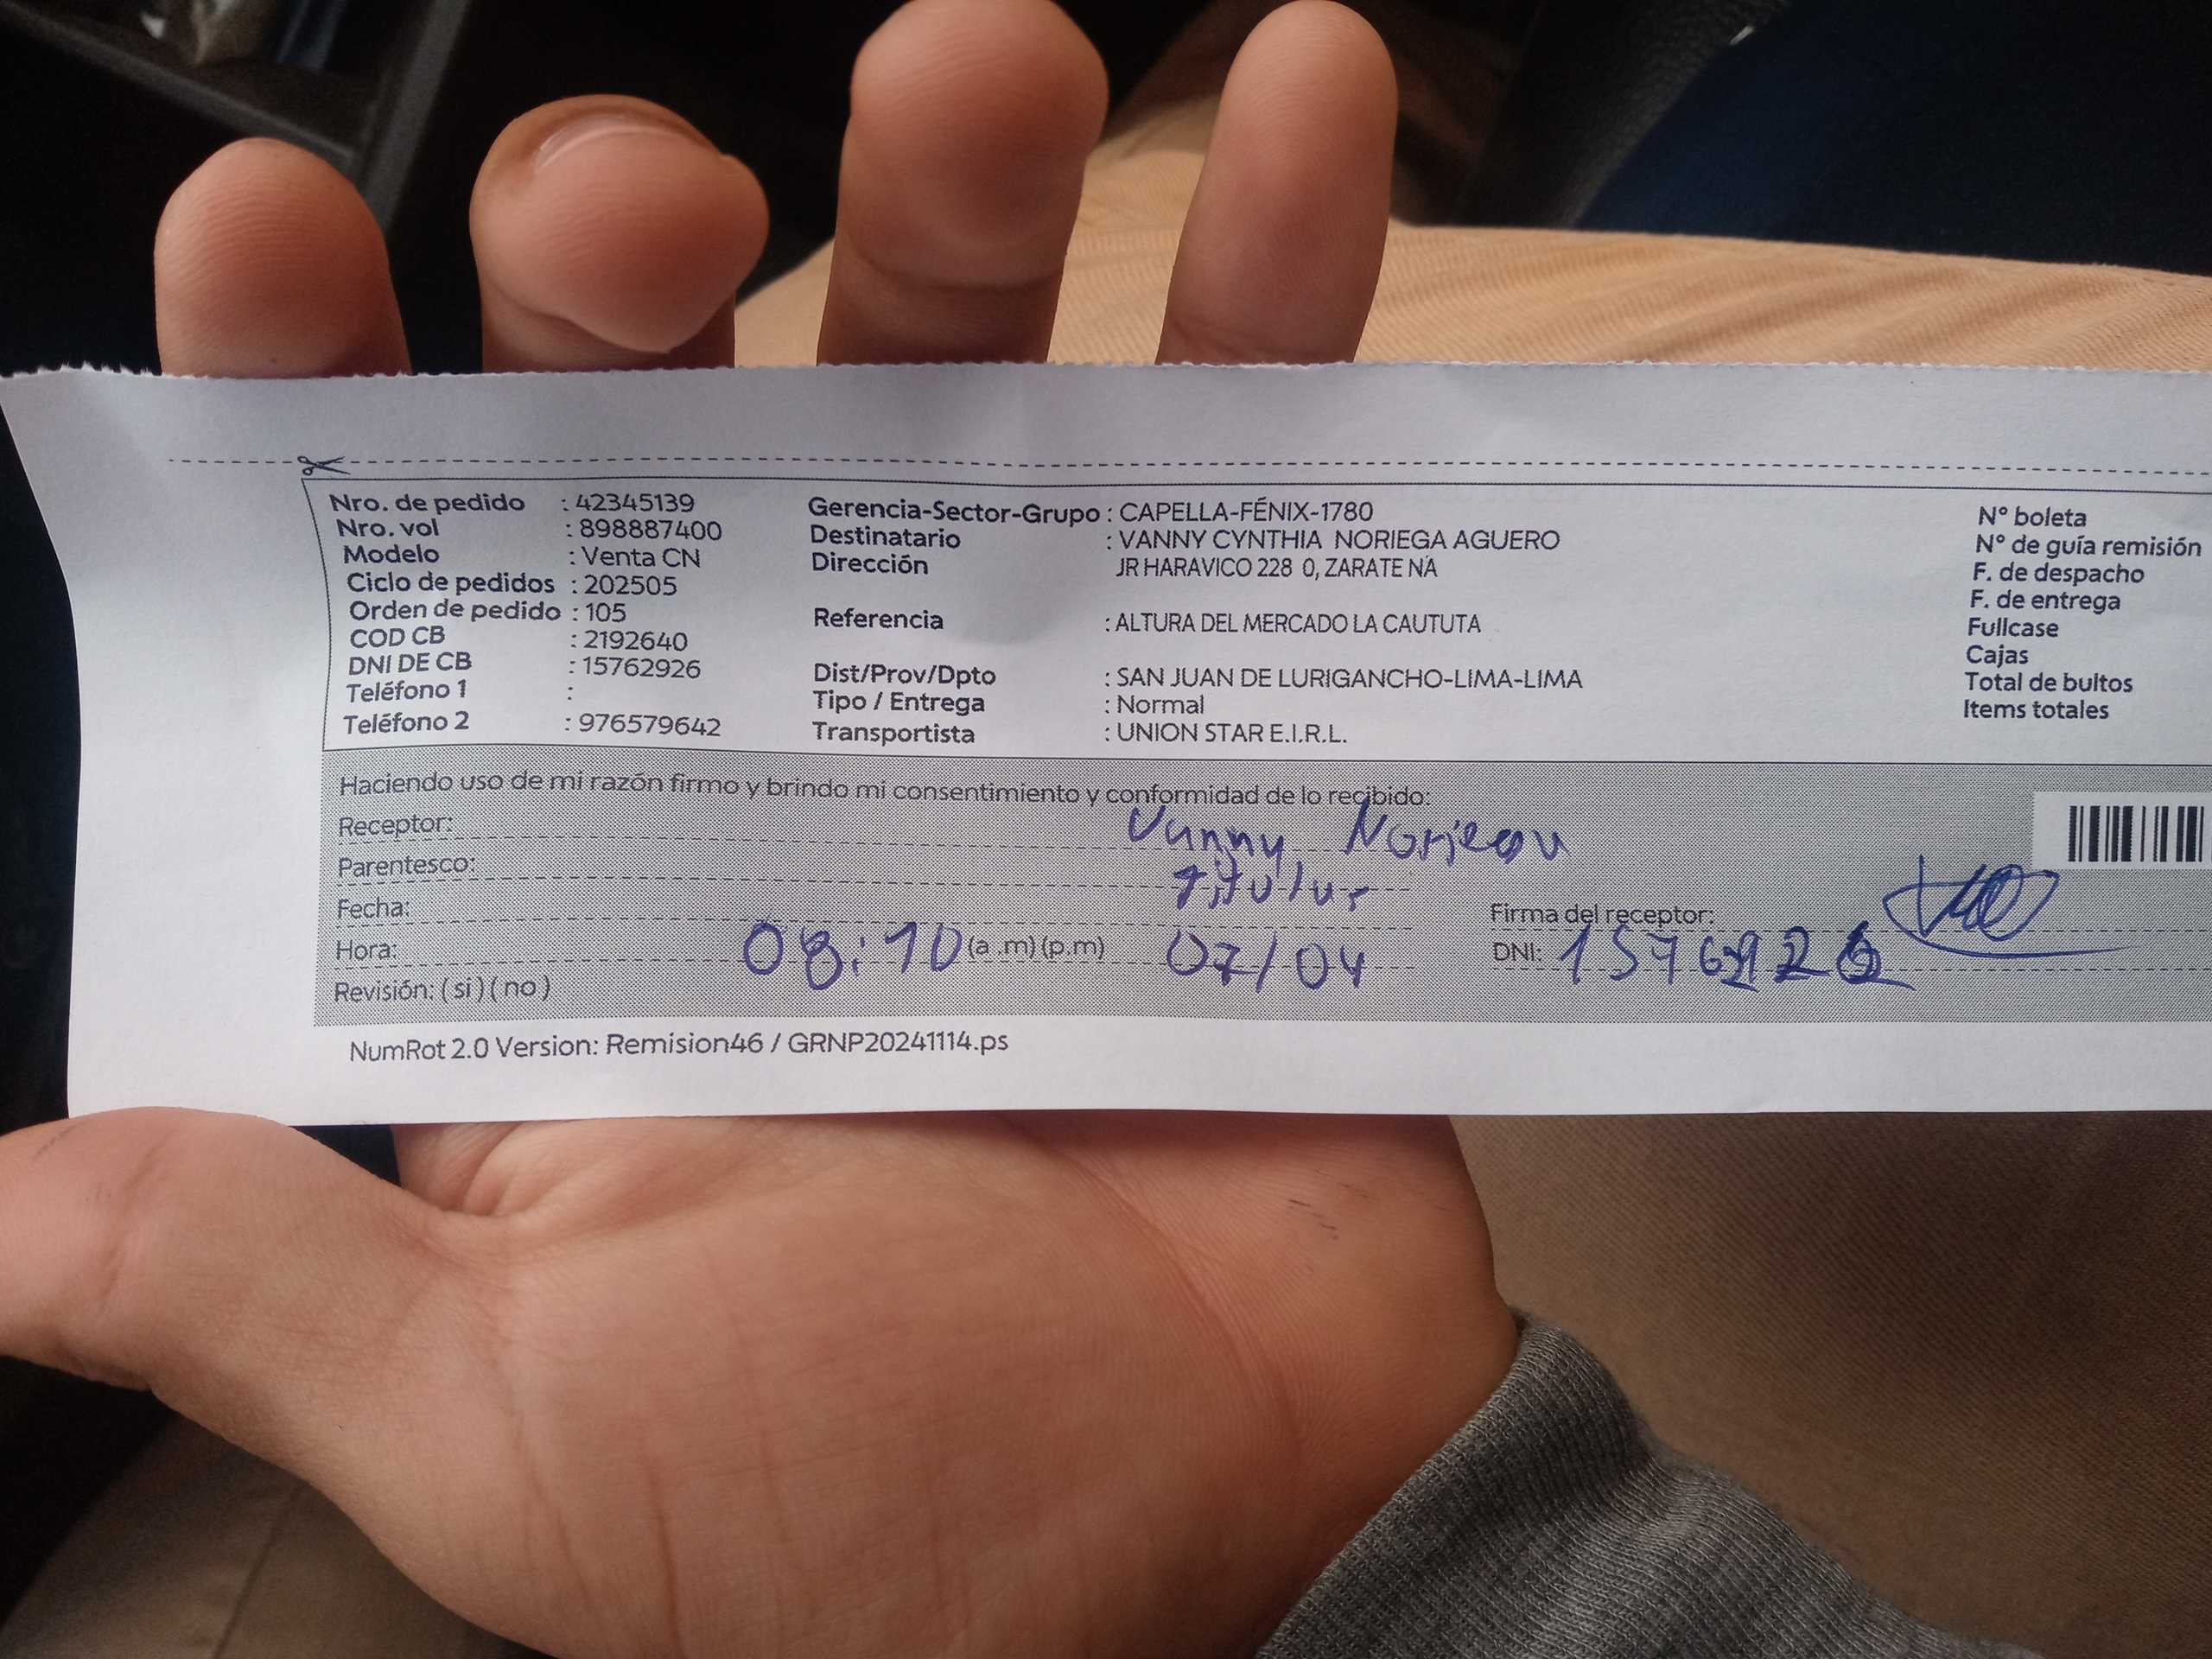 Nro. de pedido : 42345139
Nro. vol : 898887400
Modelo : Venta CN
Ciclo de pedidos : 202505
Orden de pedido : 105
COD CB : 2192640
DNI DE CB : 15762926
Teléfono 1 :
Teléfono 2 : 976579642
Gerencia-Sector-Grupo : CAPELLA-FÉNIX-1780
Destinatario : VANNY CYNTHIA NORIEGA AGUERO
Dirección JR HARAVICO 228 0, ZARATE NA
Referencia : ALTURA DEL MERCADO LA CAUTUTA
Dist/Prov/Dpto : SAN JUAN DE LURIGANCHO-LIMA-LIMA
Tipo / Entrega : Normal
Transportista : UNION STAR E.I.R.L.
N° boleta
N° de guía remisión
F. de despacho
F. de entrega
Fullcase
Cajas
Total de bultos
Items totales
Haciendo uso de mi razón firmo y brindo mi consentimiento y conformidad de lo recibido:
Receptor: Vanny Noriega
Parentesco: titular
Fecha:
Hora: 08:10 (a .m) (p.m) 07/04
Revisión: ( si ) ( no )
Firma del receptor:
DNI: 15762926
NumRot 2.0 Version: Remision46 / GRNP20241114.ps